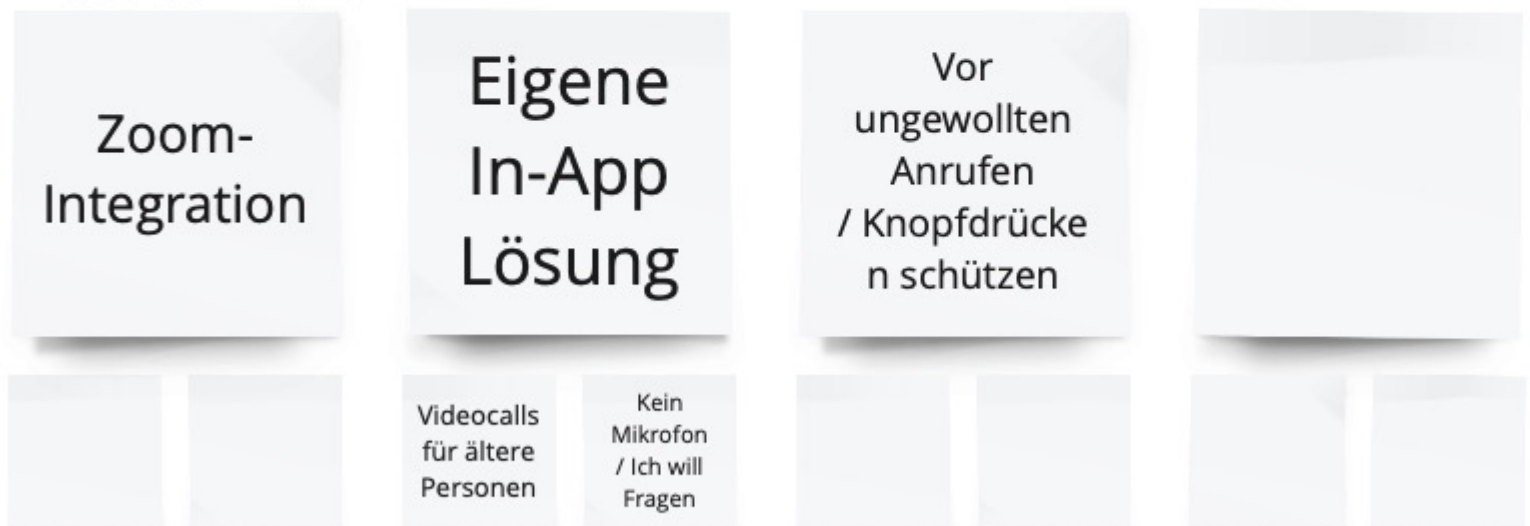 Zoom-
Integration
Eigene
In-App
Lösung
Vor
ungewollten
Anrufen
/ Knopfdrücke
n schützen
Videocalls
für ältere
Personen
Kein
Mikrofon
/ Ich will
Fragen